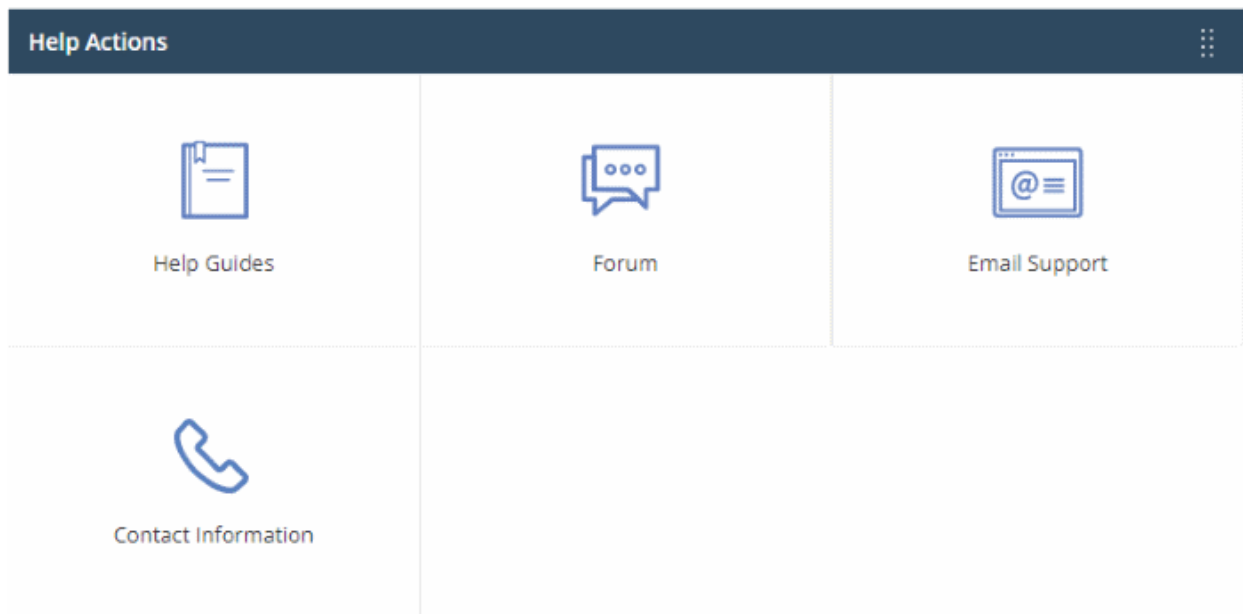 Help Actions
Help Guides
Forum
@
Email Support
Contact Information